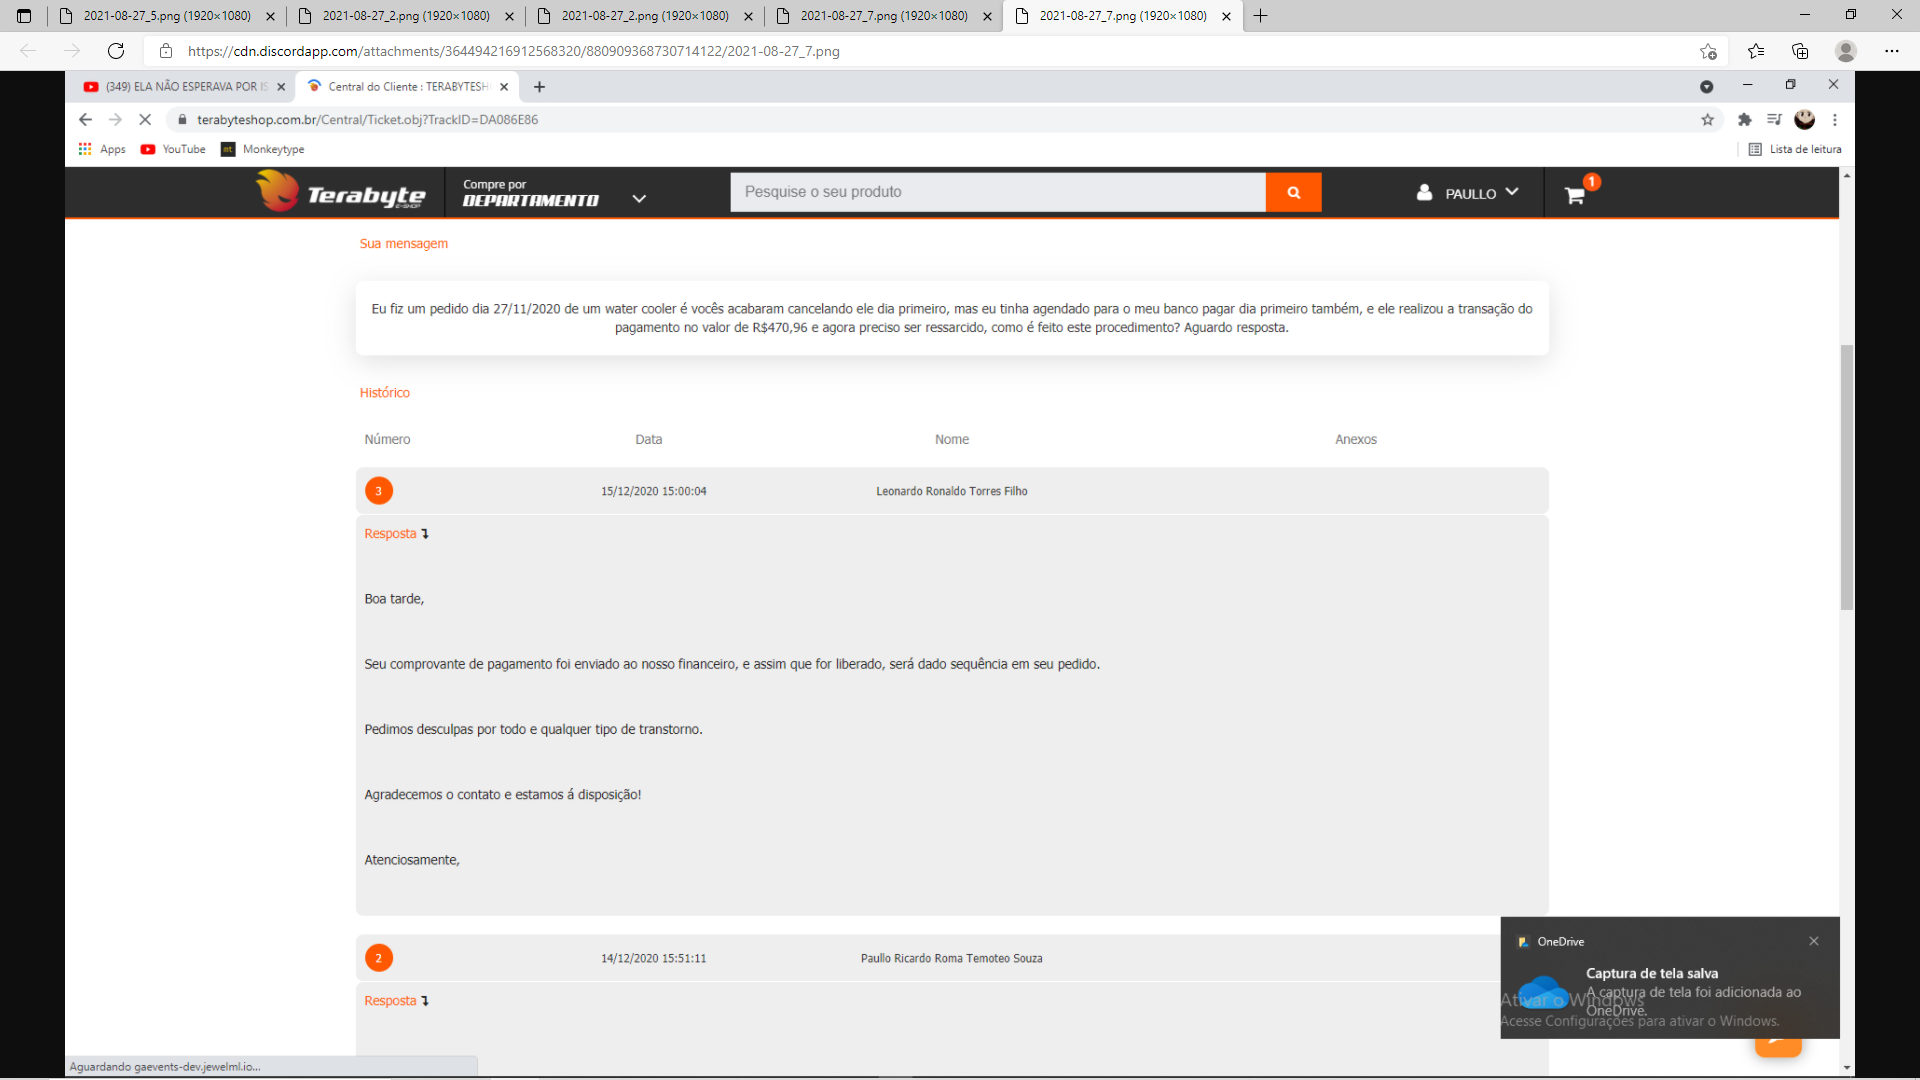 2021-08-27_5.png (1920×1080)
2021-08-27_2.png (1920×1080)
2021-08-27_2.png (1920×1080)
2021-08-27_7.png (1920×1080)
2021-08-27_7.png (1920×1080)
https://cdn.discordapp.com/attachments/364494216912568320/880909368730714122/2021-08-27_7.png
(349) ELA NÃO ESPERAVA POR IS
Central do Cliente : TERABYTESH
terabyteshop.com.br/Central/Ticket.obj?TrackID=DA086E86
Apps
YouTube
mt
Monkeytype
Lista de leitura
Terabyte
E-SHOP
Compre por
DEPARTAMENTO
Pesquise o seu produto
PAULLO
1
Sua mensagem
Eu fiz um pedido dia 27/11/2020 de um water cooler é vocês acabaram cancelando ele dia primeiro, mas eu tinha agendado para o meu banco pagar dia primeiro também, e ele realizou a transação do
pagamento no valor de R$470,96 e agora preciso ser ressarcido, como é feito este procedimento? Aguardo resposta.
Histórico
Número Data Nome Anexos
3 15/12/2020 15:00:04 Leonardo Ronaldo Torres Filho
Resposta
Boa tarde,
Seu comprovante de pagamento foi enviado ao nosso financeiro, e assim que for liberado, será dado sequência em seu pedido.
Pedimos desculpas por todo e qualquer tipo de transtorno.
Agradecemos o contato e estamos á disposição!
Atenciosamente,
2 14/12/2020 15:51:11 Paullo Ricardo Roma Temoteo Souza
Resposta
OneDrive
Captura de tela salva
A captura de tela foi adicionada ao
OneDrive.
Ativar o Windows
Acesse Configurações para ativar o Windows.
Aguardando gaevents-dev.jewelml.io...